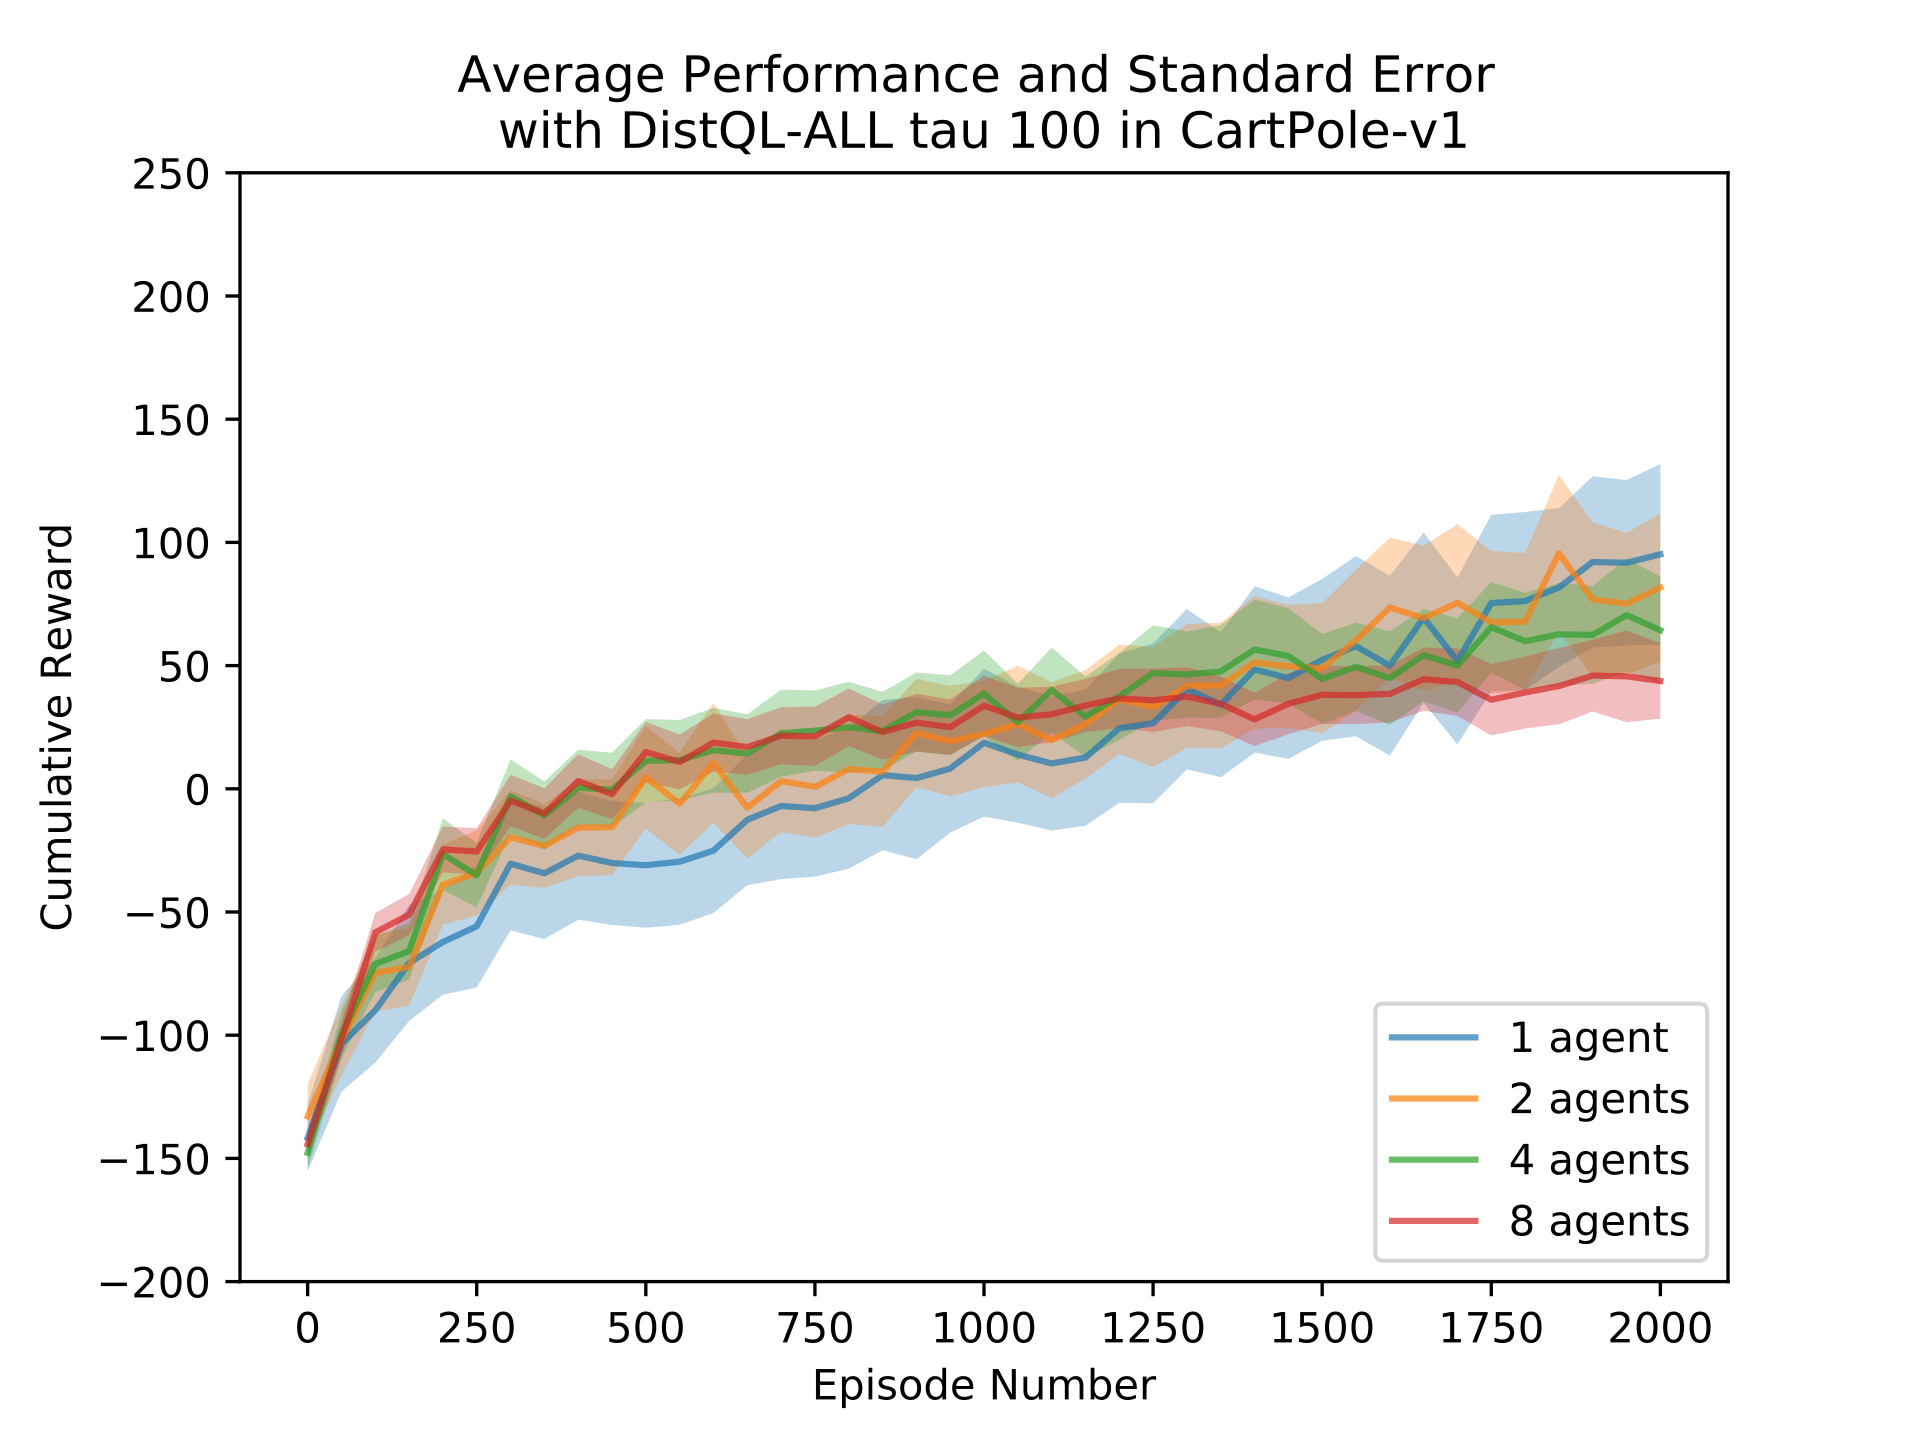 Average Performance and Standard Error
with DistQL-ALL tau 100 in CartPole-v1
250
200
150
100
50
0
−50
−100
−150
−200
Cumulative Reward
0 250 500 750 1000 1250 1500 1750 2000
Episode Number
1 agent
2 agents
4 agents
8 agents